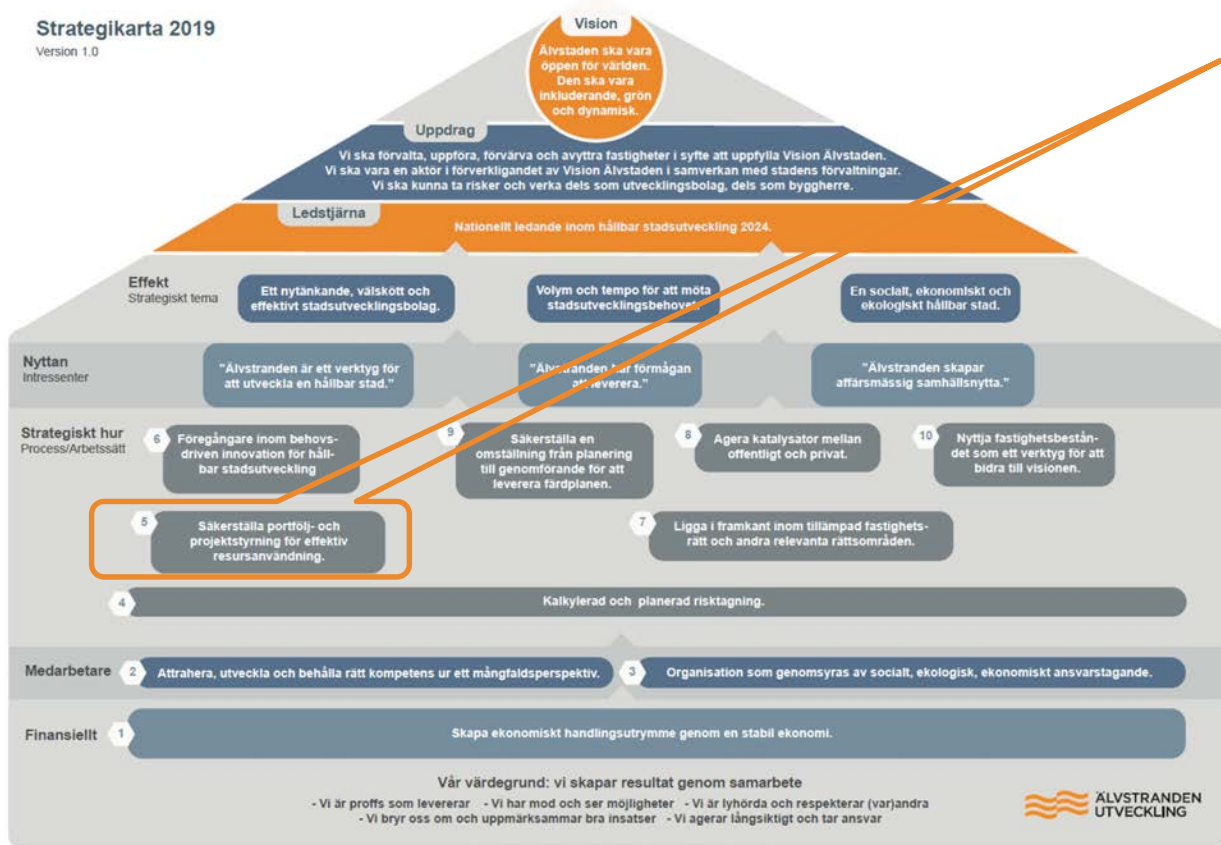 Strategikarta 2019
Version 1.0
Vision
Älvstaden ska vara
öppen för världen.
Den ska vara
inkluderande, grön
och dynamisk.
Uppdrag
Vi ska förvalta, uppföra, förvärva och avyttra fastigheter i syfte att uppfylla Vision Älvstaden.
Vi ska vara en aktör i förverkligandet av Vision Älvstaden i samverkan med stadens förvaltningar.
Vi ska kunna ta risker och verka dels som utvecklingsbolag, dels som byggherre.
Ledstjärna
Nationellt ledande inom hållbar stadsutveckling 2024.
Effekt
Strategiskt tema
Ett nytänkande, välskött och
effektivt stadsutvecklingsbolag.
Volym och tempo för att möta
stadsutvecklingsbehovet.
En socialt, ekonomiskt och
ekologiskt hållbar stad.
Nyttan
Intressenter
"Älvstranden är ett verktyg för
att utveckla en hållbar stad."
"Älvstranden har förmågan
att leverera."
"Älvstranden skapar
affärsmässig samhällsnytta."
Strategiskt hur
Process/Arbetssätt
6
Föregångare inom behovs-
driven innovation för håll-
bar stadsutveckling
9
Säkerställa en
omställning från planering
till genomförande för att
leverera färdplanen.
8
Agera katalysator mellan
offentligt och privat.
10
Nyttja fastighetsbestån-
det som ett verktyg för att
bidra till visionen.
5
Säkerställa portfölj- och
projektstyrning för effektiv
resursanvändning.
7
Ligga i framkant inom tillämpad fastighets-
rätt och andra relevanta rättsområden.
4
Kalkylerad och planerad risktagning.
Medarbetare
2
Attrahera, utveckla och behålla rätt kompetens ur ett mångfaldsperspektiv.
3
Organisation som genomsyras av socialt, ekologisk, ekonomiskt ansvarstagande.
Finansiellt
1
Skapa ekonomiskt handlingsutrymme genom en stabil ekonomi.
Vår värdegrund: vi skapar resultat genom samarbete
- Vi är proffs som levererar - Vi har mod och ser möjligheter - Vi är lyhörda och respekterar (var)andra
- Vi bryr oss om och uppmärksammar bra insatser - Vi agerar långsiktigt och tar ansvar
ÄLVSTRANDEN
UTVECKLING